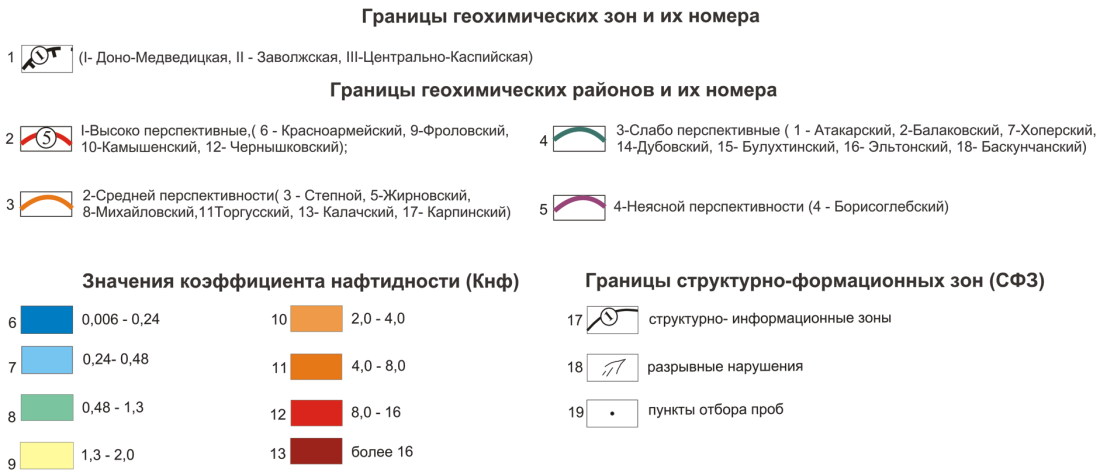 Границы геохимических зон и их номера
1 I (I- Доно-Медведицкая, II - Заволжская, III-Центрально-Каспийская)
Границы геохимических районов и их номера
2 5 I-Высоко перспективные,( 6 - Красноармейский, 9-Фроловский,
10-Камышенский, 12- Чернышковский);
3 2-Средней перспективности( 3 - Степной, 5-Жирновский,
8-Михайловский,11Торгусский, 13- Калачский, 17- Карпинский)
4 3-Слабо перспективные ( 1 - Атакарский, 2-Балаковский, 7-Хоперский,
14-Дубовский, 15- Булухтинский, 16- Эльтонский, 18- Баскунчанский)
5 4-Неясной перспективности (4 - Борисоглебский)
Значения коэффициента нафтидности (Кнф)
6 0,006 - 0,24
7 0,24- 0,48
8 0,48 - 1,3
9 1,3 - 2,0
10 2,0 - 4,0
11 4,0 - 8,0
12 8,0 - 16
13 более 16
Границы структурно-формационных зон (СФЗ)
17 I структурно- информационные зоны
18 разрывные нарушения
19 пункты отбора проб